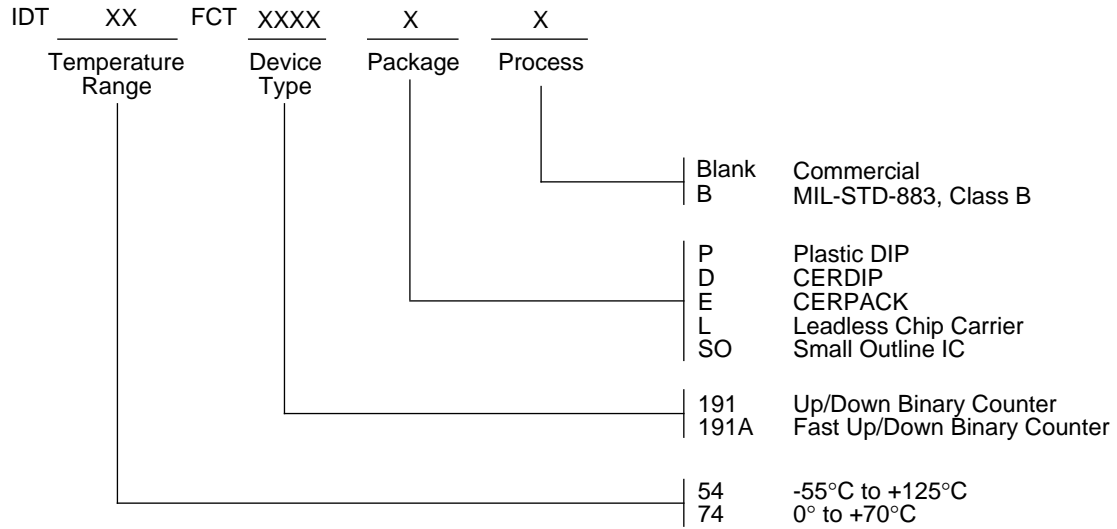 IDT XX FCT XXXX X X
Temperature Range
Device Type
Package
Process
Blank Commercial
B MIL-STD-883, Class B
P Plastic DIP
D CERDIP
E CERPACK
L Leadless Chip Carrier
SO Small Outline IC
191 Up/Down Binary Counter
191A Fast Up/Down Binary Counter
54 -55°C to +125°C
74 0° to +70°C